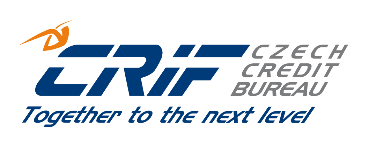 CRIF CZECH
CREDIT
BUREAU
Together to the next level